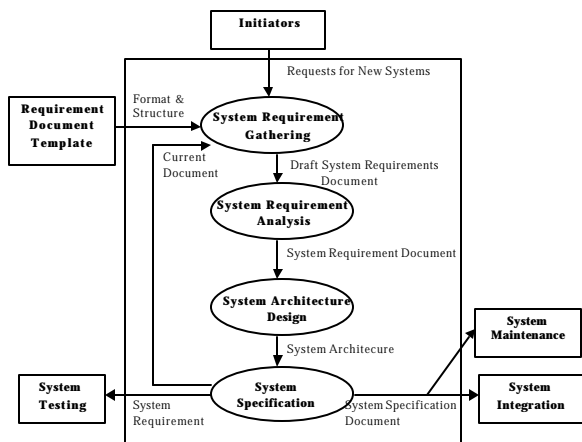 Initiators
Requests for New Systems
Format &
Structure
Requirement
Document
Template
System Requirement
Gathering
Current
Document
Draft System Requirements
Document
System Requirement
Analysis
System Requirement Document
System Architecture
Design
System
Maintenance
System Architecure
System
Testing
System
Specification
System
Integration
System
Requirement
System Specification
Document